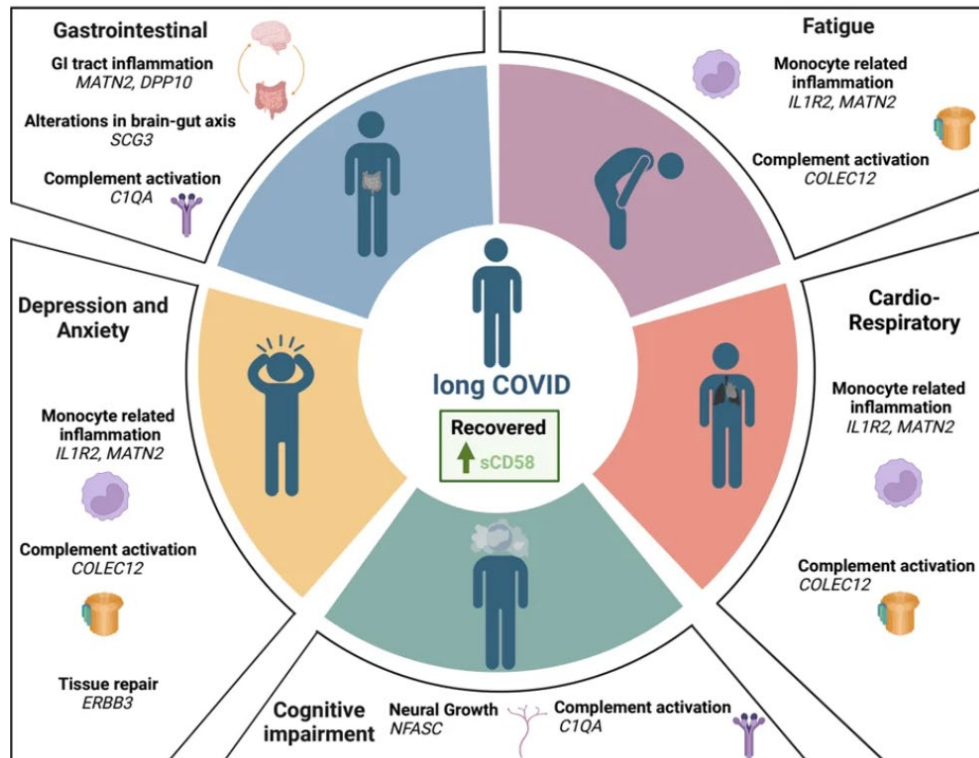 Gastrointestinal
GI tract inflammation
MATN2, DPP10
Alterations in brain-gut axis
SCG3
Complement activation
C1QA
Fatigue
Monocyte related
inflammation
IL1R2, MATN2
Complement activation
COLEC12
Depression and
Anxiety
Monocyte related
inflammation
IL1R2, MATN2
Complement activation
COLEC12
Tissue repair
ERBB3
long COVID
Recovered
sCD58
Cardio-
Respiratory
Monocyte related
inflammation
IL1R2, MATN2
Complement activation
COLEC12
Cognitive
impairment
Neural Growth
NFASC
Complement activation
C1QA